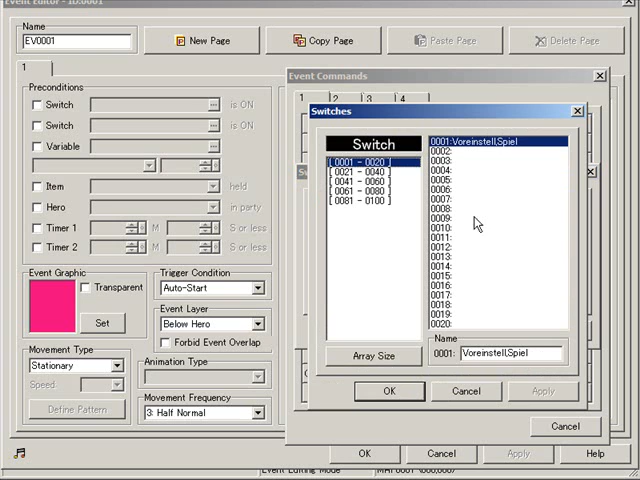 Event Editor - ID:0001
Name
EV0001
New Page
Copy Page
Paste Page
Delete Page
1
Preconditions
Switch
is ON
Switch
is ON
Variable
Item
held
Hero
in party
Timer 1
M
S or less
Timer 2
M
S or less
Event Graphic
Transparent
Set
Trigger Condition
Auto-Start
Event Layer
Below Hero
Forbid Event Overlap
Movement Type
Stationary
Speed
Define Pattern
Animation Type
Movement Frequency
3: Half Normal
Event Commands
1 2 3 4
Switches
Switch
[ 0001 - 0020 ]
[ 0021 - 0040 ]
[ 0041 - 0060 ]
[ 0061 - 0080 ]
[ 0081 - 0100 ]
Array Size
0001:Voreinstell,Spiel
0002:
0003:
0004:
0005:
0006:
0007:
0008:
0009:
0010:
0011:
0012:
0013:
0014:
0015:
0016:
0017:
0018:
0019:
0020:
Name
0001: Voreinstell,Spiel
OK
Cancel
Apply
Cancel
OK
Cancel
Apply
Help
Event Editing Mode